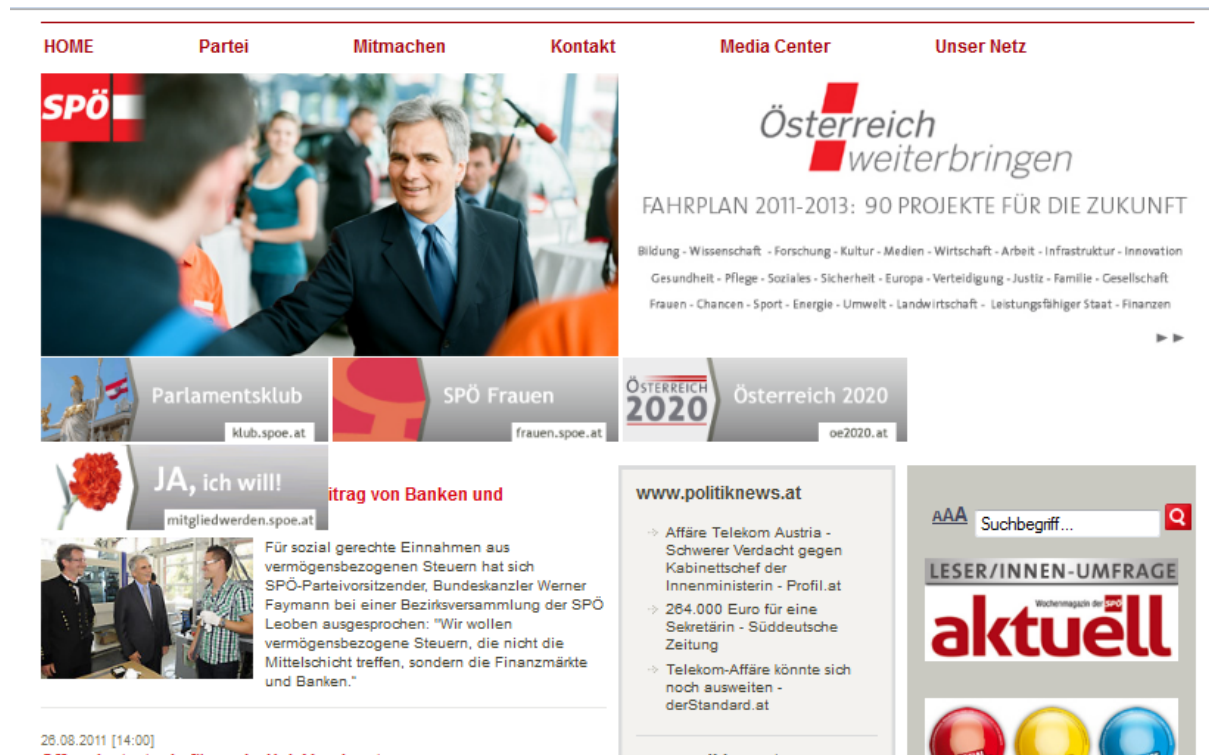 HOME Partei Mitmachen Kontakt Media Center Unser Netz
SPÖ
Österreich
weiterbringen
FAHRPLAN 2011-2013: 90 PROJEKTE FÜR DIE ZUKUNFT
Bildung - Wissenschaft - Forschung - Kultur - Medien - Wirtschaft - Arbeit - Infrastruktur - Innovation
Gesundheit - Pflege - Soziales - Sicherheit - Europa - Verteidigung - Justiz - Familie - Gesellschaft
Frauen - Chancen - Sport - Energie - Umwelt - Landwirtschaft - Leistungsfähiger Staat - Finanzen
Parlamentsklub
klub.spoe.at
SPÖ Frauen
frauen.spoe.at
ÖSTERREICH
2020
Österreich 2020
oe2020.at
JA, ich will!
mitgliedwerden.spoe.at
von Banken und
Für sozial gerechte Einnahmen aus
vermögensbezogenen Steuern hat sich
SPÖ-Parteivorsitzender, Bundeskanzler Werner
Faymann bei einer Bezirksversammlung der SPÖ
Leoben ausgesprochen: "Wir wollen
vermögensbezogene Steuern, die nicht die
Mittelschicht treffen, sondern die Finanzmärkte
und Banken."
26.08.2011 [14:00]
www.politiknews.at
Affäre Telekom Austria -
Schwerer Verdacht gegen
Kabinettschef der
Innenministerin - Profil.at
264.000 Euro für eine
Sekretärin - Süddeutsche
Zeitung
Telekom-Affäre könnte sich
noch ausweiten -
derStandard.at
AAA Suchbegriff...
LESER/INNEN-UMFRAGE
Wochenmagazin der SPÖ
aktuell